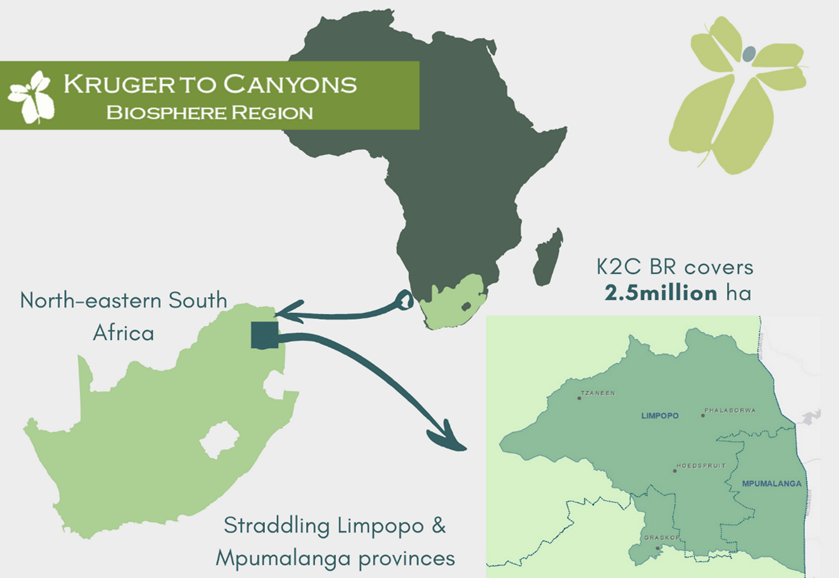 KRUGER TO CANYONS
BIOSPHERE REGION
K2C BR covers
2.5million ha
North-eastern South
Africa
TZANEEN
LIMPOPO
PHALABORWA
HOEDSPRUIT
MPUMALANGA
GRASKOP
Straddling Limpopo &
Mpumalanga provinces